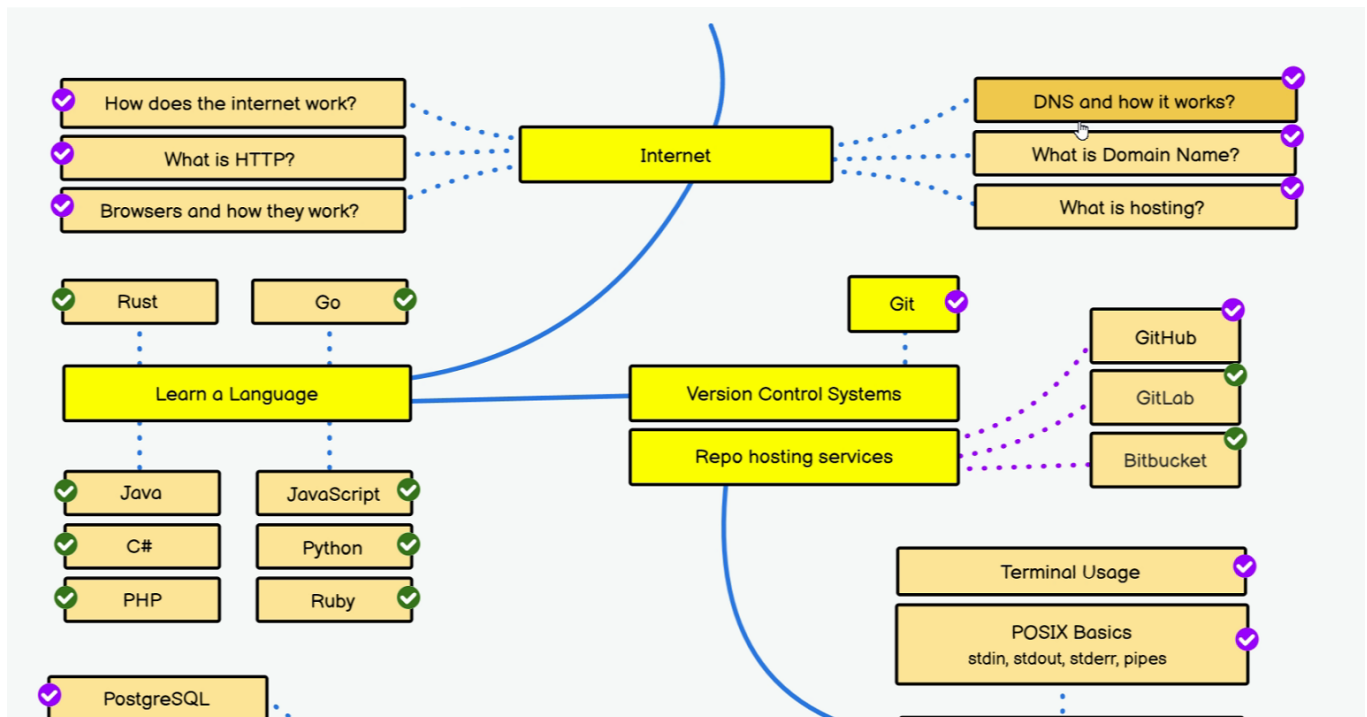 How does the internet work?
What is HTTP?
Browsers and how they work?
Internet
DNS and how it works?
What is Domain Name?
What is hosting?
Rust
Go
Learn a Language
Java
JavaScript
C#
Python
PHP
Ruby
Git
Version Control Systems
Repo hosting services
GitHub
GitLab
Bitbucket
Terminal Usage
POSIX Basics
stdin, stdout, stderr, pipes
PostgreSQL